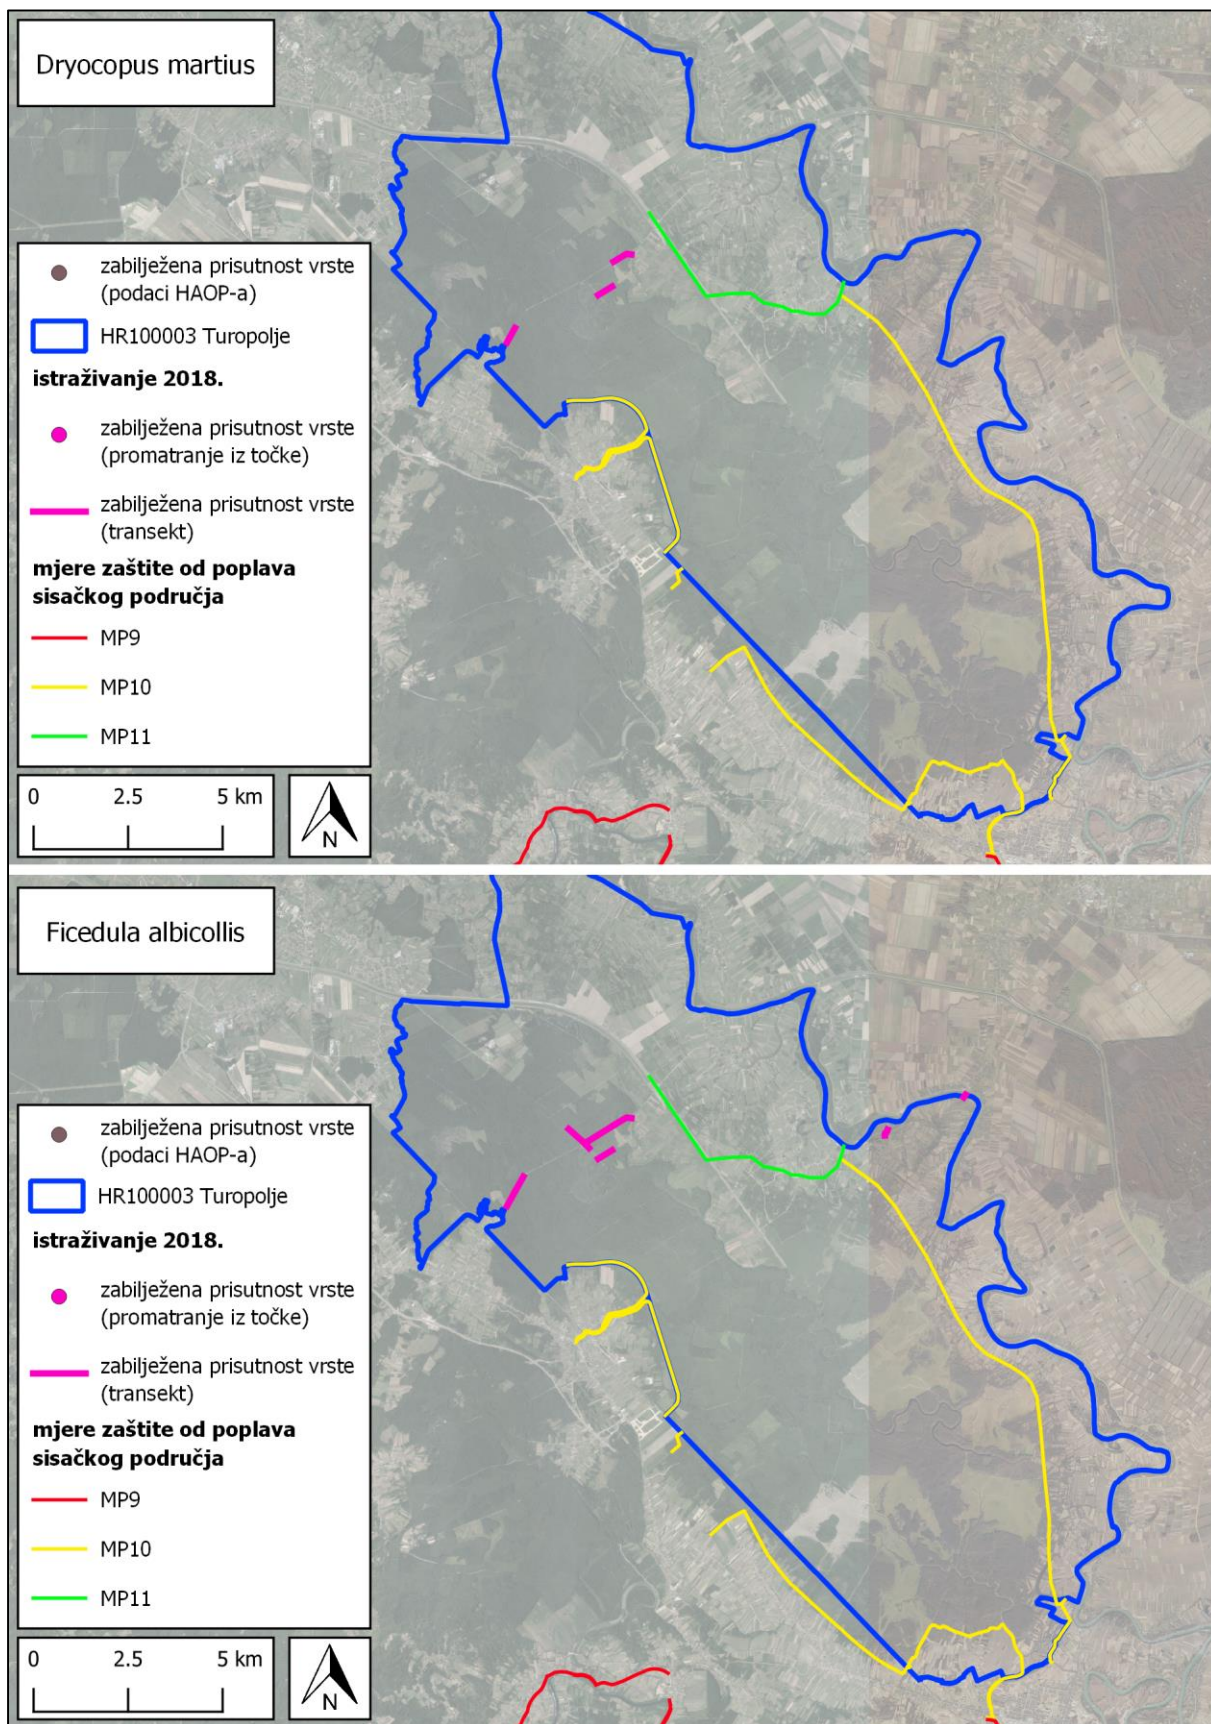 Dryocopus martius
zabilježena prisutnost vrste
(podaci HAOP-a)
HR100003 Turopolje
istraživanje 2018.
zabilježena prisutnost vrste
(promatranje iz točke)
zabilježena prisutnost vrste
(transekt)
mjere zaštite od poplava
sisačkog područja
MP9
MP10
MP11
0 2.5 5 km
N
Ficedula albicollis
zabilježena prisutnost vrste
(podaci HAOP-a)
HR100003 Turopolje
istraživanje 2018.
zabilježena prisutnost vrste
(promatranje iz točke)
zabilježena prisutnost vrste
(transekt)
mjere zaštite od poplava
sisačkog područja
MP9
MP10
MP11
0 2.5 5 km
N